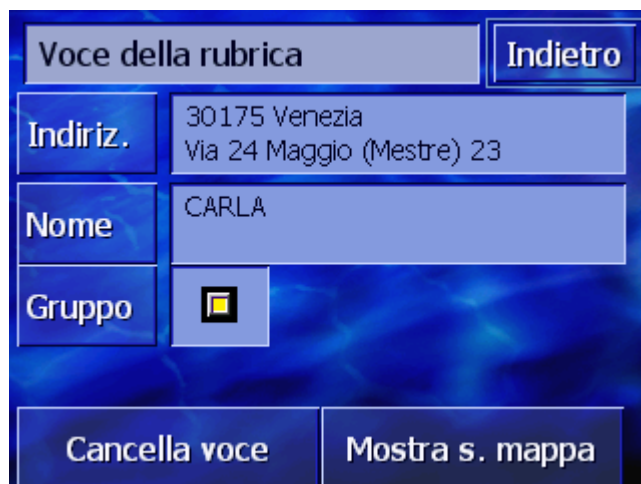 Voce della rubrica
Indietro
Indiriz.
30175 Venezia
Via 24 Maggio (Mestre) 23
Nome
CARLA
Gruppo
Cancella voce
Mostra s. mappa